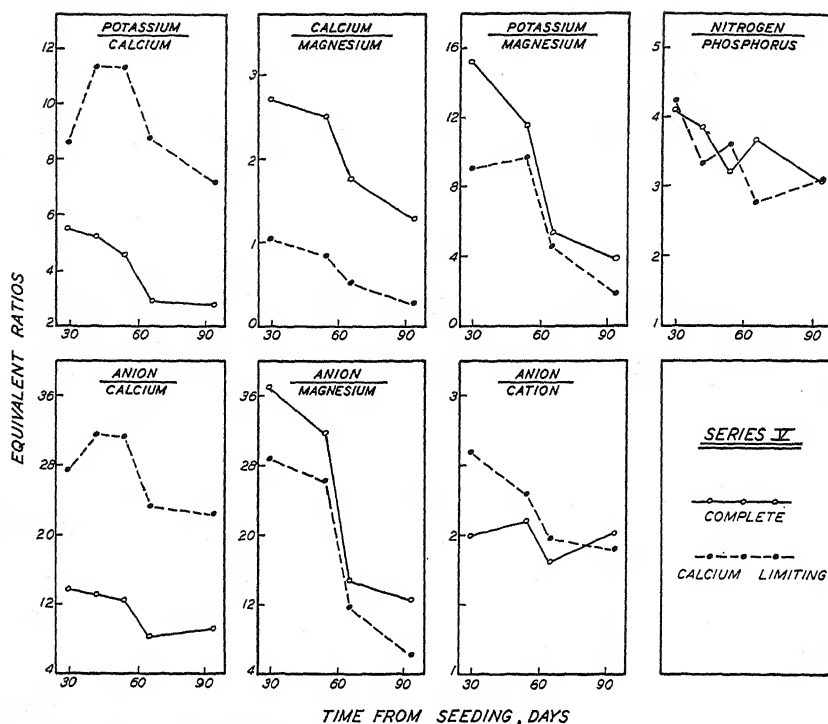 POTASSIUM
CALCIUM
12
10
8
6
4
2
30
60
90
CALCIUM
MAGNESIUM
3
2
1
0
30
60
90
POTASSIUM
MAGNESIUM
16
12
8
4
0
30
60
90
NITROGEN
PHOSPHORUS
5
4
3
2
1
30
60
90
EQUIVALENT RATIOS
ANION
CALCIUM
36
28
20
12
4
30
60
90
ANION
MAGNESIUM
36
28
20
12
4
30
60
90
ANION
CATION
3
2
1
30
60
90
SERIES V
COMPLETE
CALCIUM LIMITING
TIME FROM SEEDING, DAYS